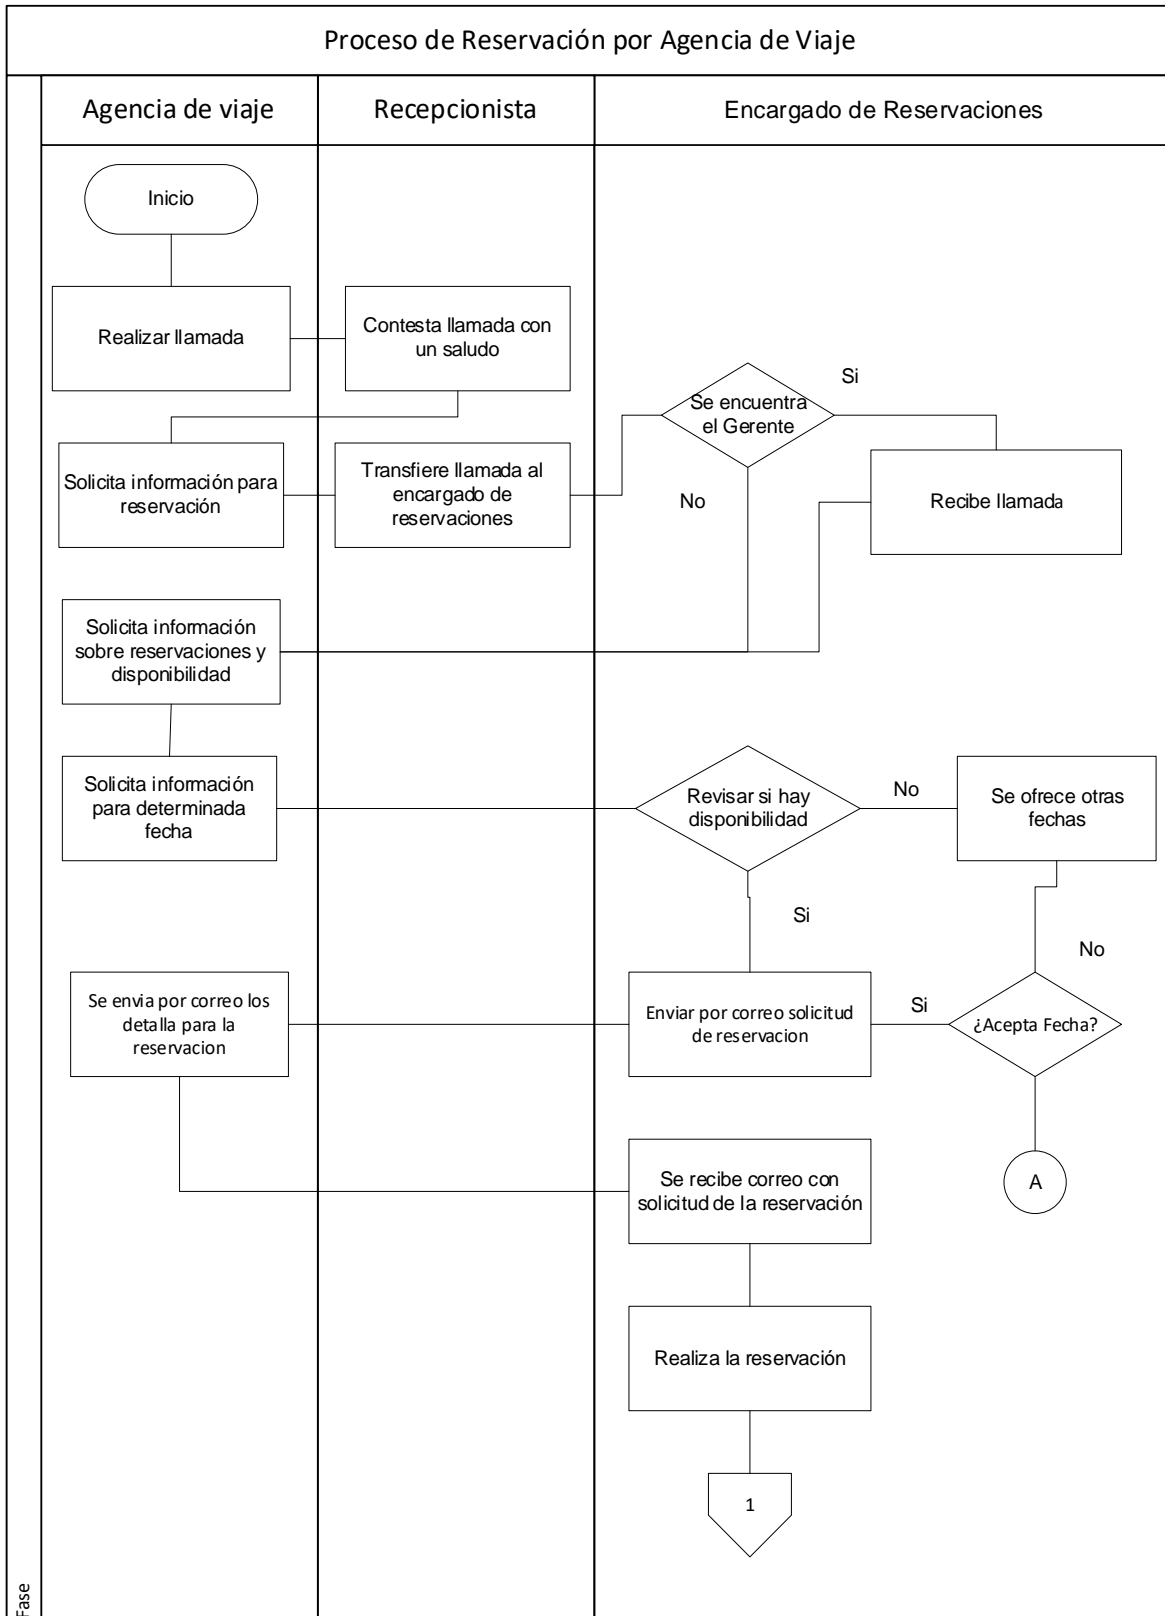 Proceso de Reservación por Agencia de Viaje
Agencia de viaje
Recepcionista
Encargado de Reservaciones
Inicio
Realizar llamada
Contesta llamada con
un saludo
Se encuentra
el Gerente
Si
No
Solicita información para
reservación
Transfiere llamada al
encargado de
reservaciones
Recibe llamada
Solicita información
sobre reservaciones y
disponibilidad
Solicita información
para determinada
fecha
Revisar si hay
disponibilidad
No
Se ofrece otras
fechas
Si
No
Se envia por correo los
detalla para la
reservacion
Enviar por correo solicitud
de reservacion
Si
¿Acepta Fecha?
Se recibe correo con
solicitud de la reservación
A
Realiza la reservación
1
Fase